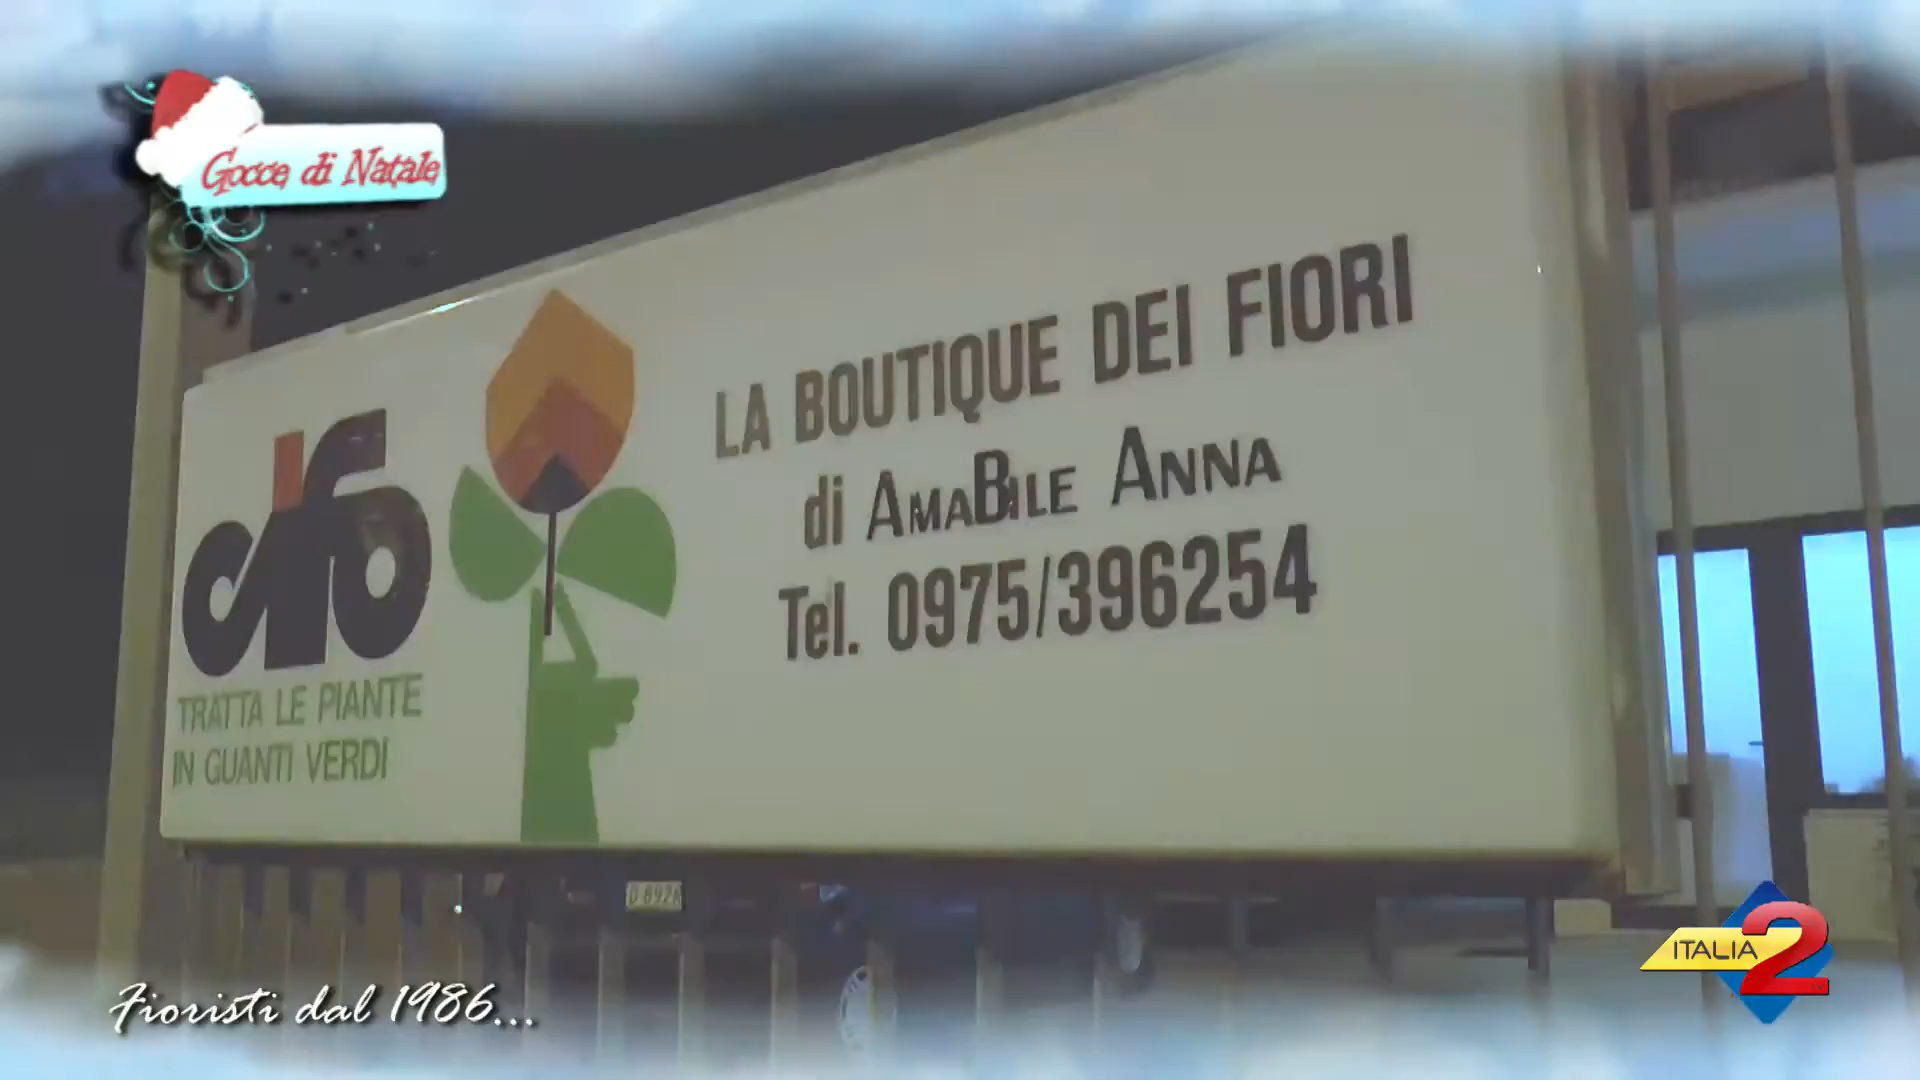 Gocce di Natale
LA BOUTIQUE DEI FIORI
di AMABILE ANNA
Tel. 0975/396254
cifo
TRATTA LE PIANTE
IN GUANTI VERDI
Fioristi dal 1986...
ITALIA 2